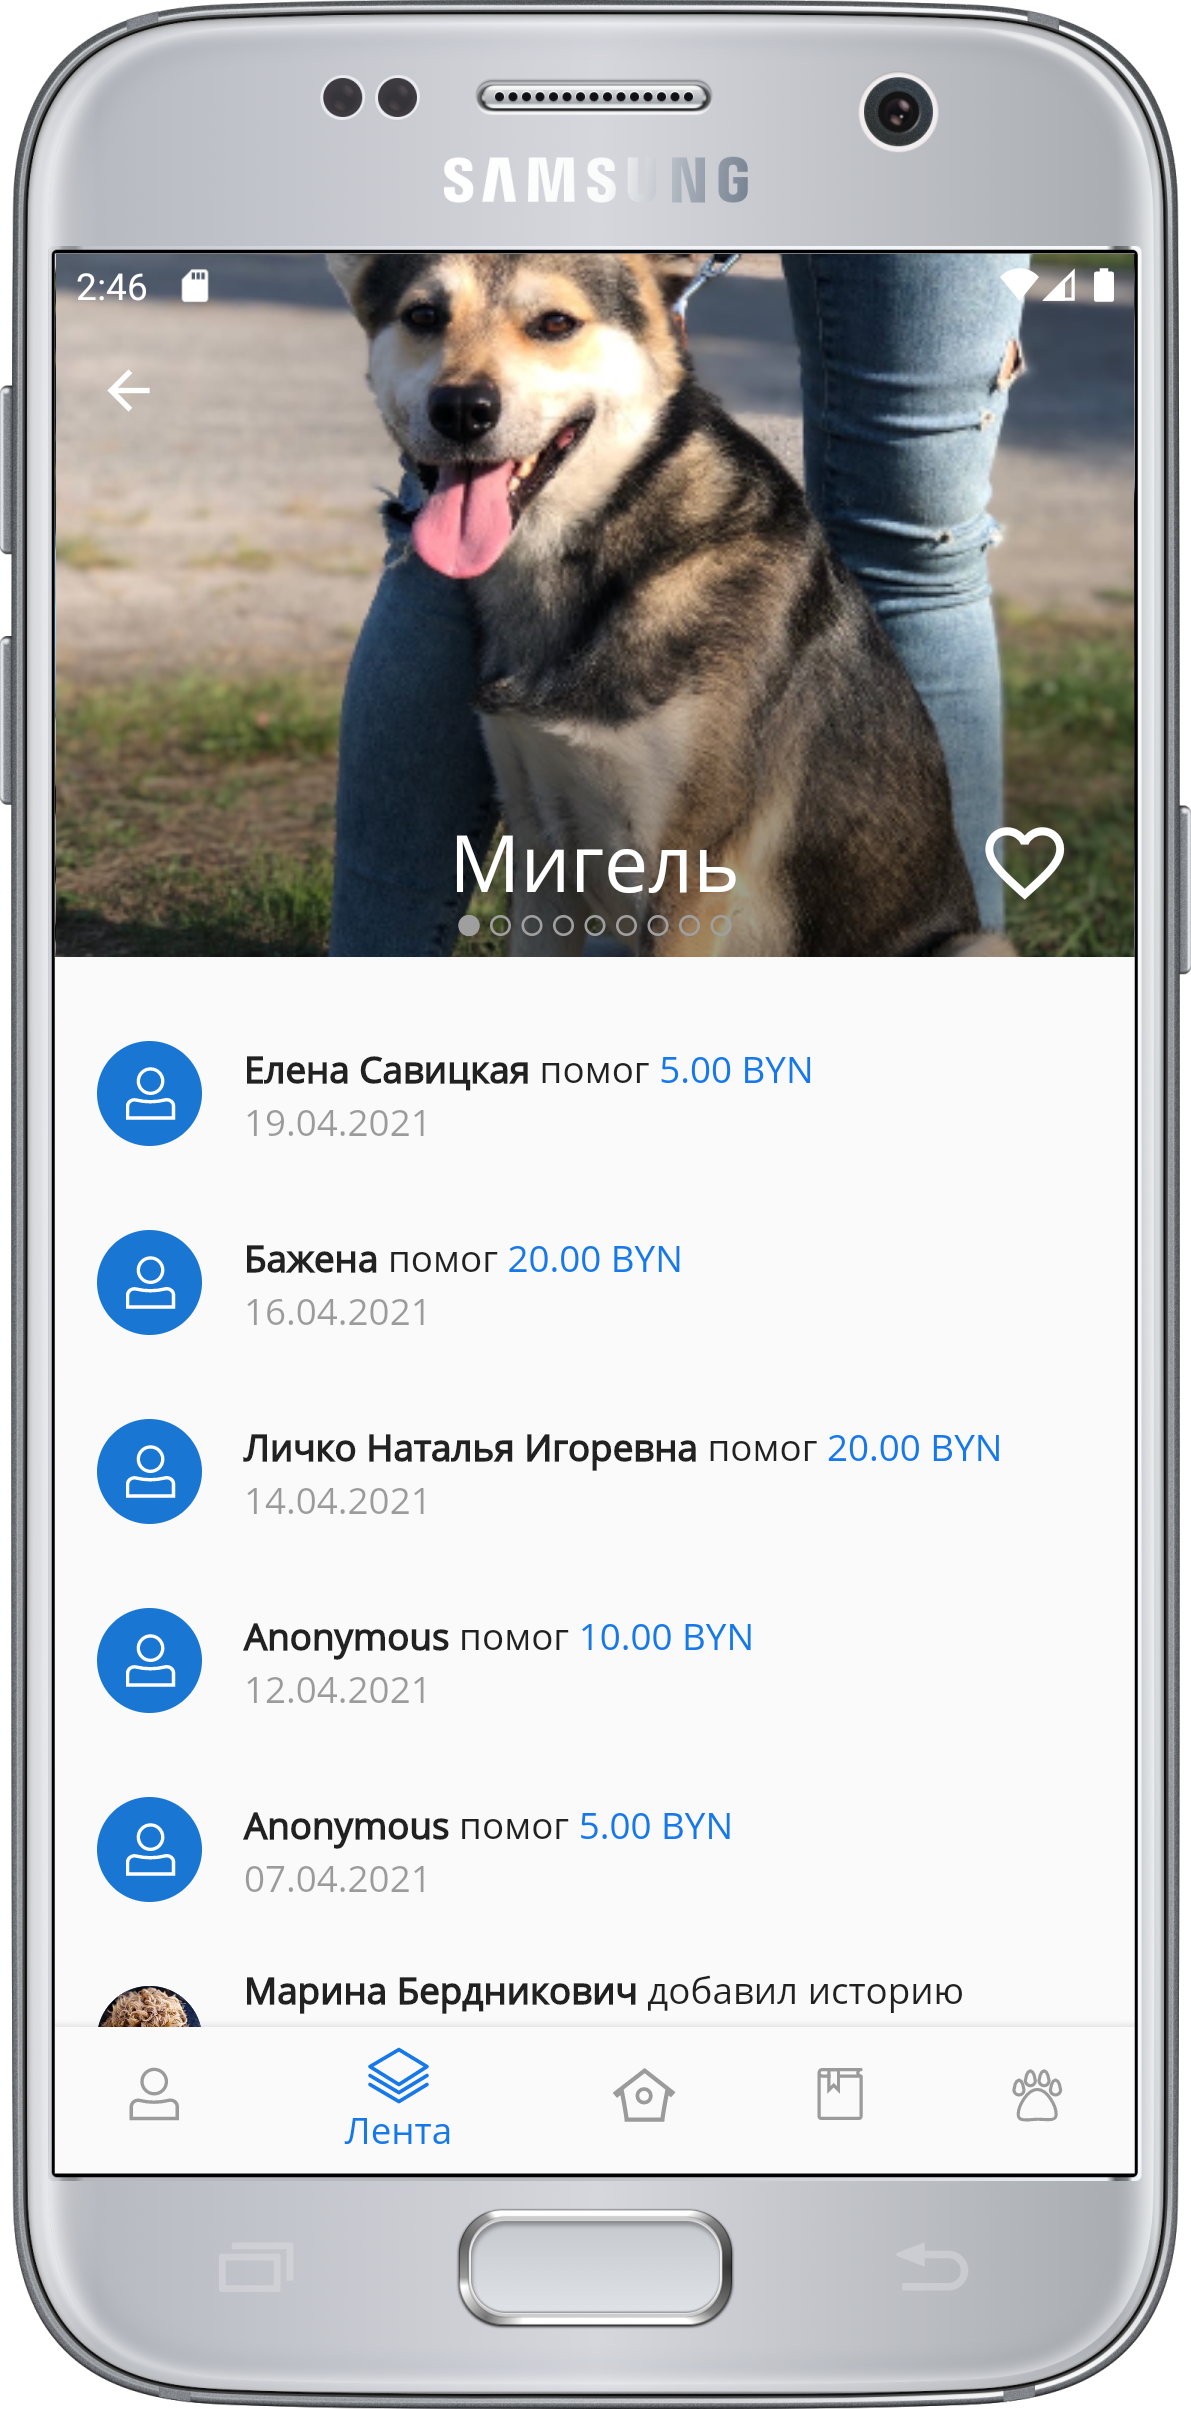 SAMSUNG
2:46
Мигель
Елена Савицкая помог 5.00 BYN
19.04.2021
Бажена помог 20.00 BYN
16.04.2021
Личко Наталья Игоревна помог 20.00 BYN
14.04.2021
Anonymous помог 10.00 BYN
12.04.2021
Anonymous помог 5.00 BYN
07.04.2021
Марина Бердникович добавил историю
Лента